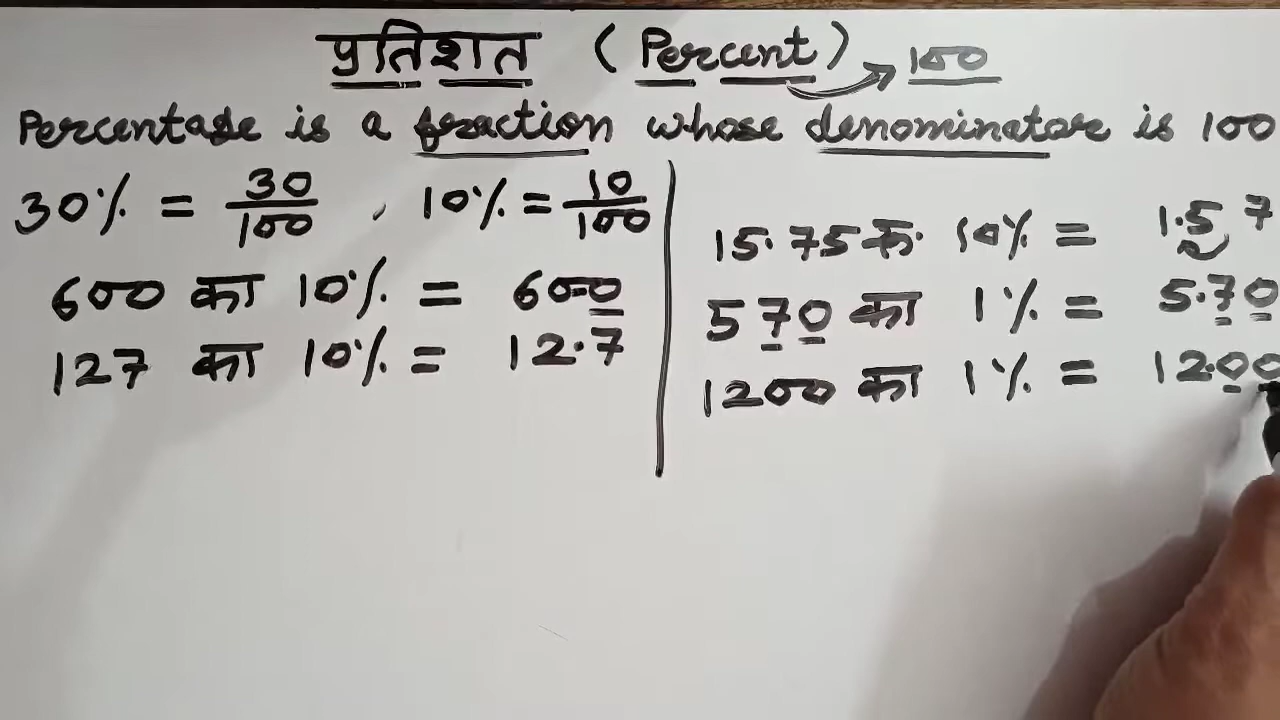 प्रतिशत (Percent) → 100
Percentage is a fraction whose denominator is 100
30% = 30/100 , 10% = 10/100
600 का 10% = 60.0
127 का 10% = 12.7
15.75 का 10% = 1.57
570 का 1% = 5.70
1200 का 1% = 12.00